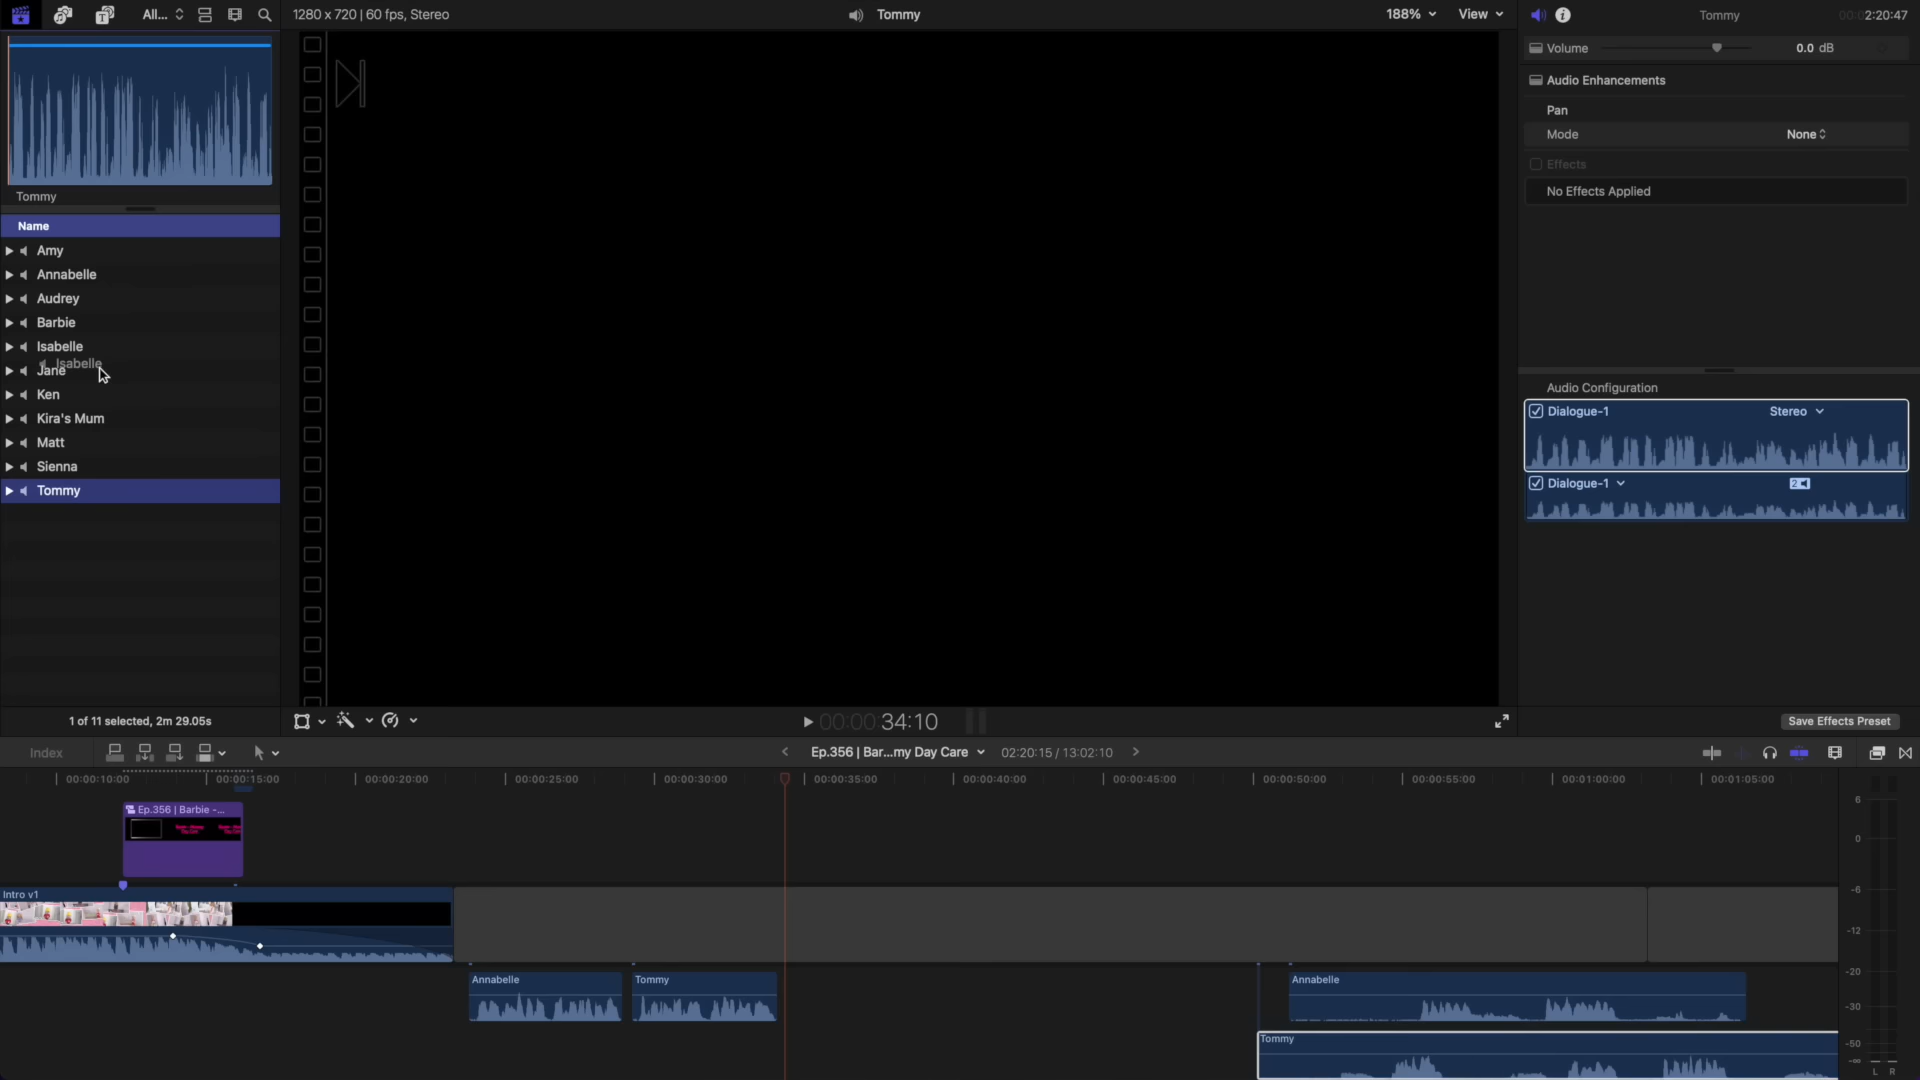 All...
1280 x 720 | 60 fps, Stereo
Tommy
188%
View
Tommy
00:02:20:47
Volume
0.0 dB
Audio Enhancements
Pan
Mode
None
Effects
No Effects Applied
Tommy
Name
Amy
Annabelle
Audrey
Barbie
Isabelle
Isabelle
Jane
Ken
Kira's Mum
Matt
Sienna
Tommy
Audio Configuration
Dialogue-1
Stereo
Dialogue-1
2
1 of 11 selected, 2m 29.05s
00:00:34:10
Save Effects Preset
Index
Ep.356 | Bar...my Day Care
02:20:15 / 13:02:10
00:00:10:00
00:00:15:00
00:00:20:00
00:00:25:00
00:00:30:00
00:00:35:00
00:00:40:00
00:00:45:00
00:00:50:00
00:00:55:00
00:01:00:00
00:01:05:00
Ep.356 | Barbie -...
Intro v1
Annabelle
Tommy
Annabelle
Tommy
6
0
-6
-12
-20
-30
-50
-∞
L R